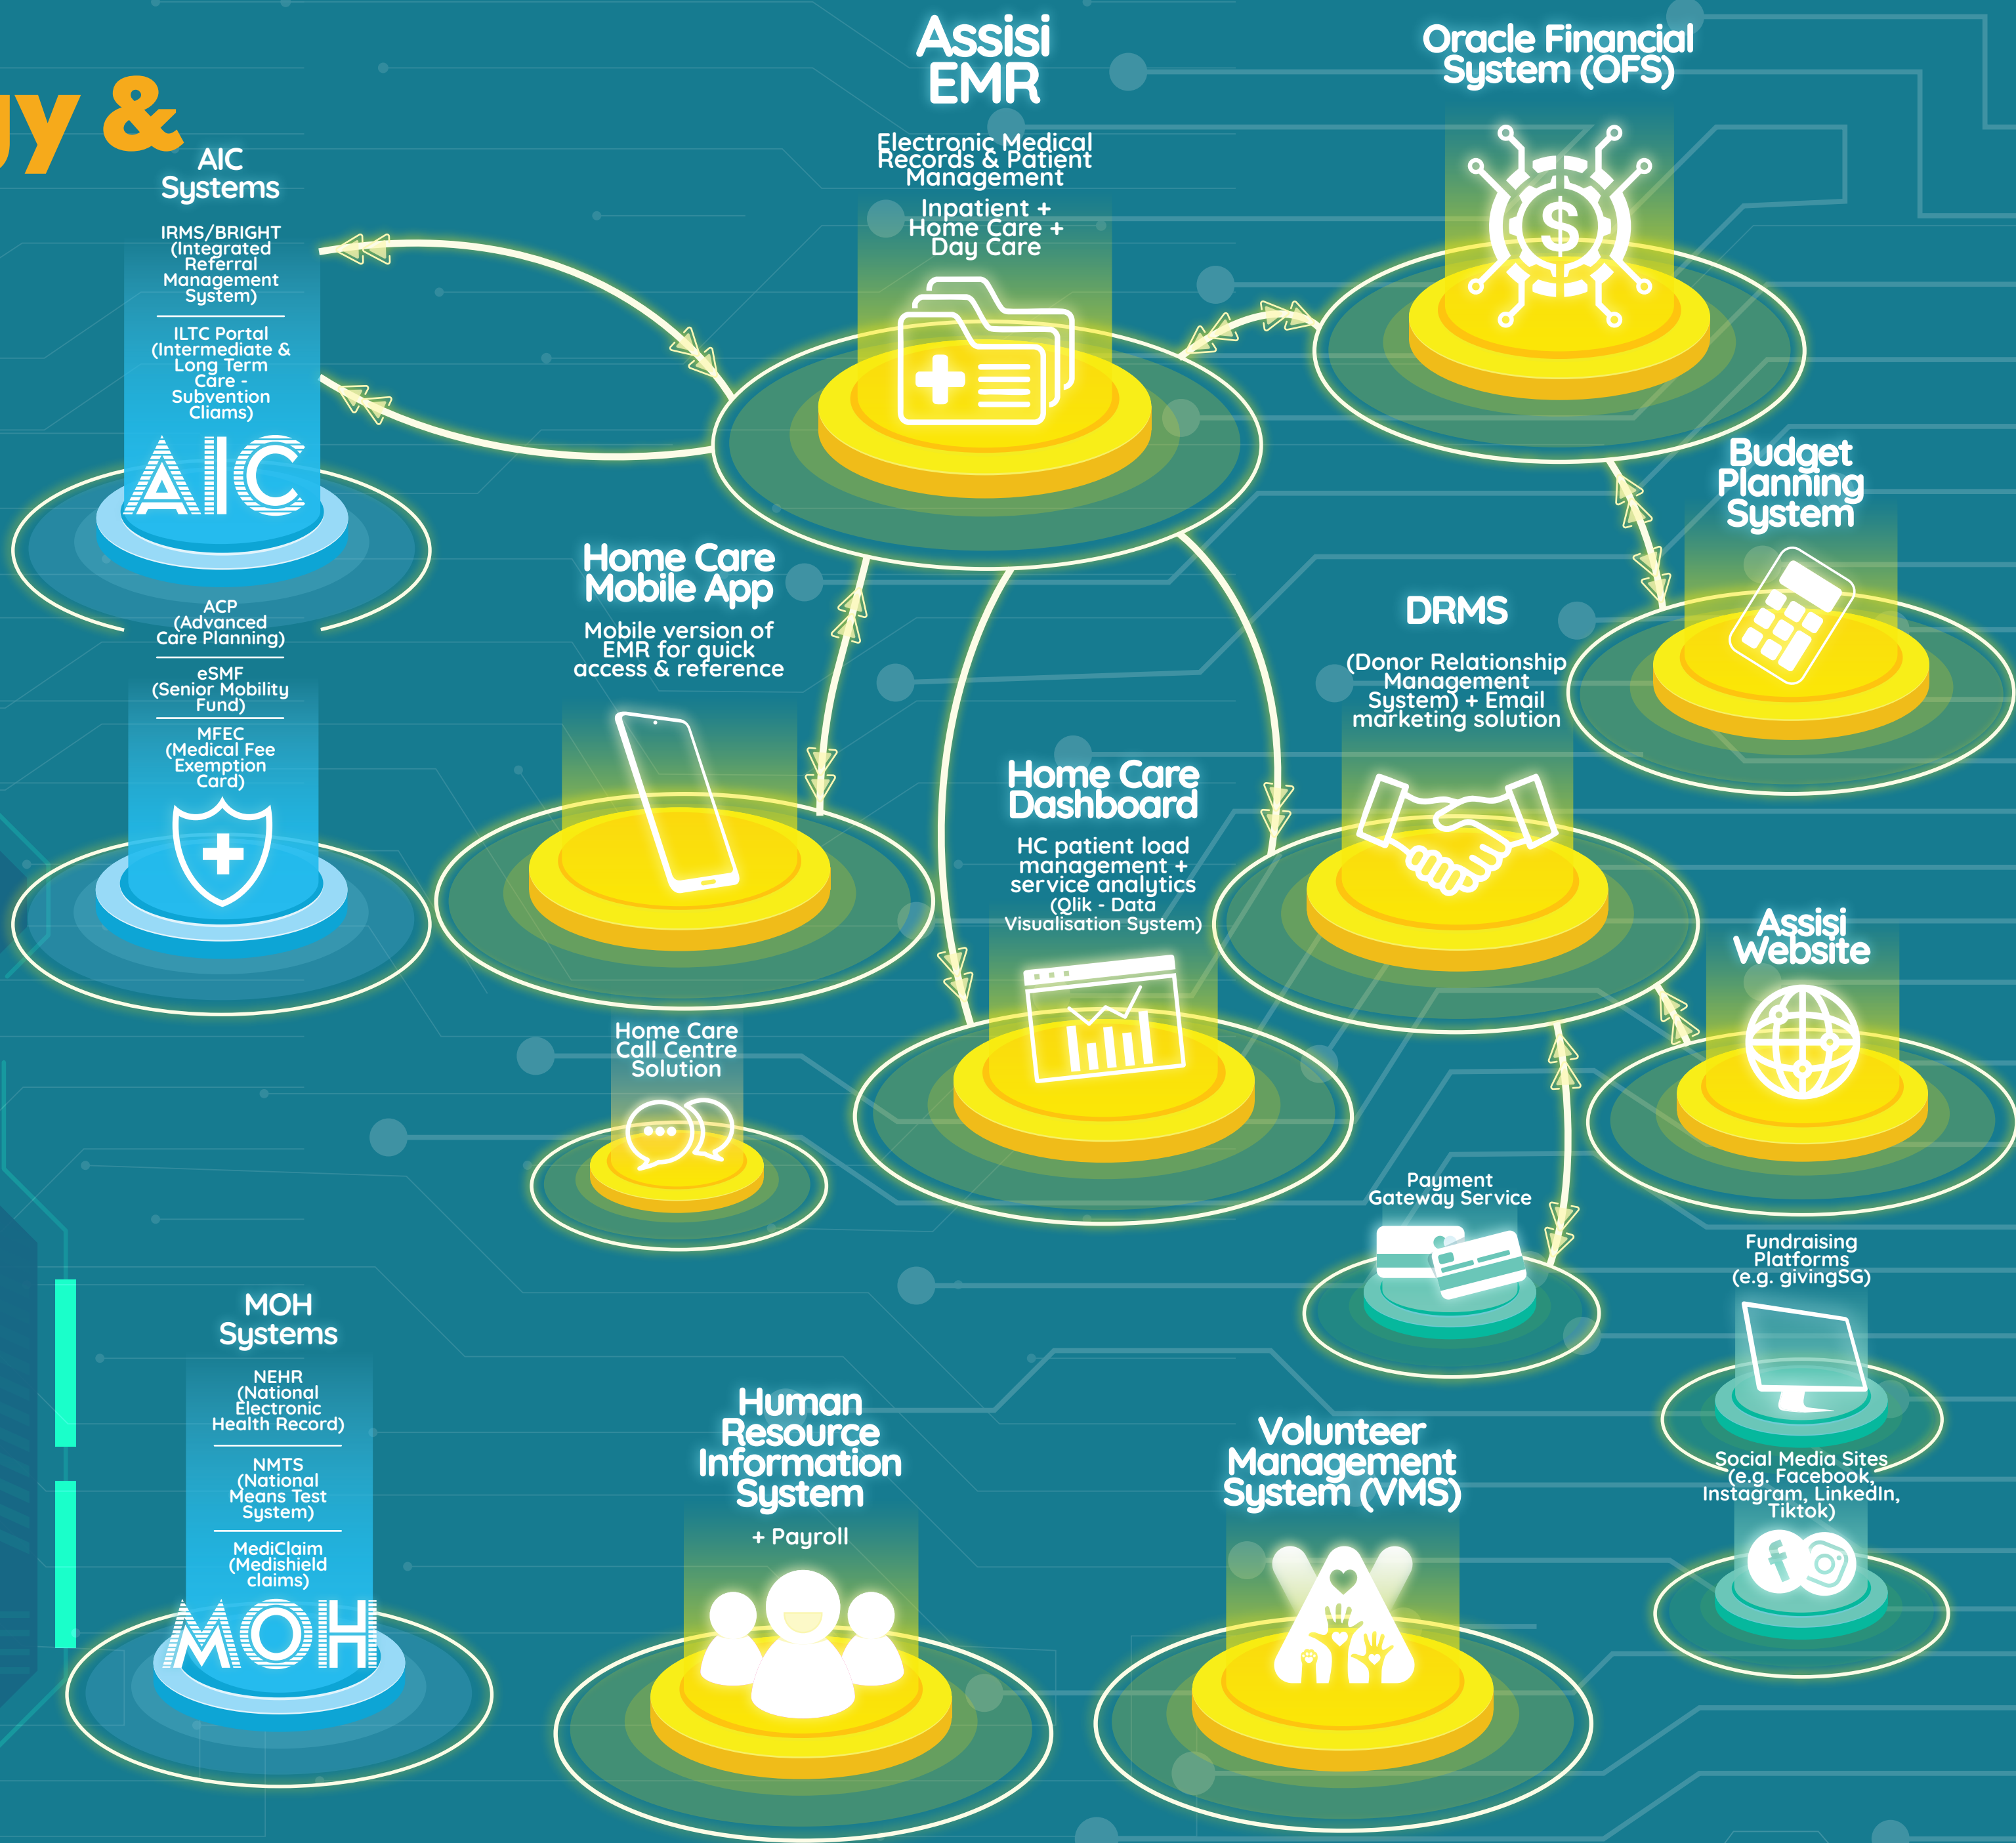 gy &
AIC
Systems
IRMS/BRIGHT
(Integrated
Referral
Management
System)
ILTC Portal
(Intermediate &
Long Term
Care -
Subvention
Cliams)
AIC
ACP
(Advanced
Care Planning)
eSMF
(Senior Mobility
Fund)
MFEC
(Medical Fee
Exemption
Card)
MOH
Systems
NEHR
(National
Electronic
Health Record)
NMTS
(National
Means Test
System)
MediClaim
(Medishield
claims)
MOH
Assisi
EMR
Electronic Medical
Records & Patient
Management
Inpatient +
Home Care +
Day Care
Oracle Financial
System (OFS)
$
Budget
Planning
System
Home Care
Mobile App
Mobile version of
EMR for quick
access & reference
DRMS
(Donor Relationship
Management
System) + Email
marketing solution
Home Care
Dashboard
HC patient load
management +
service analytics
(Qlik - Data
Visualisation System)
Assisi
Website
Home Care
Call Centre
Solution
Payment
Gateway Service
Fundraising
Platforms
(e.g. givingSG)
Social Media Sites
(e.g. Facebook,
Instagram, LinkedIn,
Tiktok)
f
Human
Resource
Information
System
+ Payroll
Volunteer
Management
System (VMS)